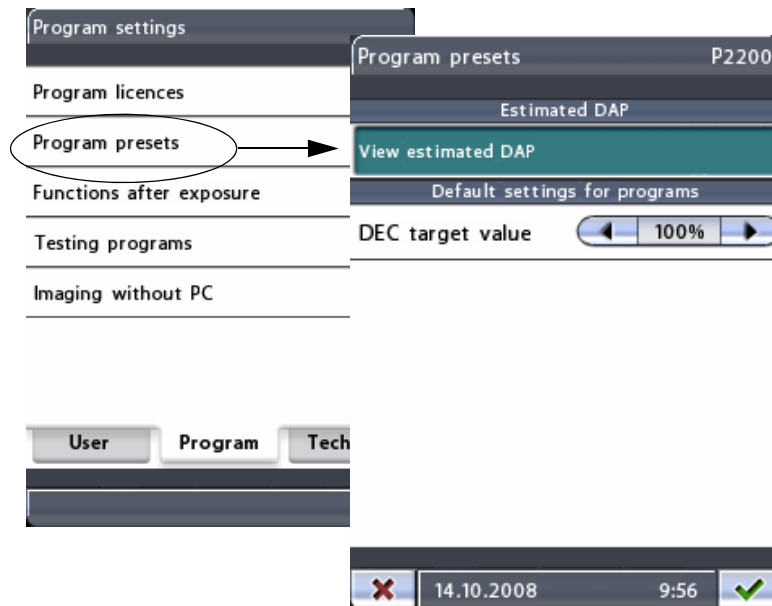 Program settings
Program licences
Program presets
Functions after exposure
Testing programs
Imaging without PC
User Program Tech
Program presets P2200
Estimated DAP
View estimated DAP
Default settings for programs
DEC target value 100%
14.10.2008 9:56